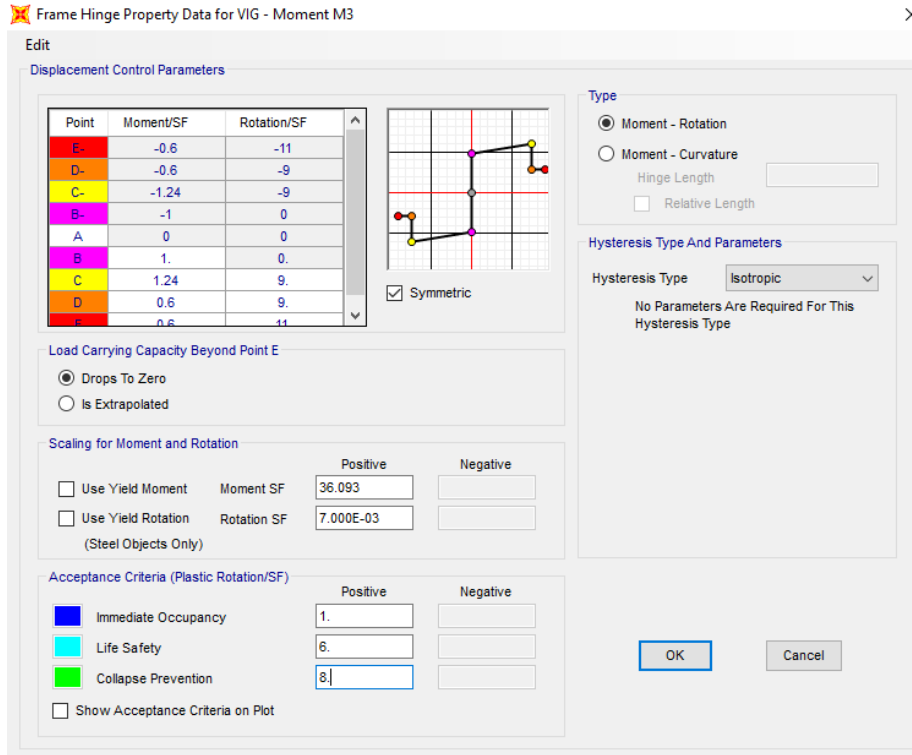 Frame Hinge Property Data for VIG - Moment M3
Edit
Displacement Control Parameters
Point Moment/SF Rotation/SF
E- -0.6 -11
D- -0.6 -9
C- -1.24 -9
B- -1 0
A 0 0
B 1. 0.
C 1.24 9.
D 0.6 9.
E 0.6 11.
Symmetric
Load Carrying Capacity Beyond Point E
Drops To Zero
Is Extrapolated
Scaling for Moment and Rotation
Positive Negative
Use Yield Moment Moment SF 36.093
Use Yield Rotation Rotation SF 7.000E-03
(Steel Objects Only)
Acceptance Criteria (Plastic Rotation/SF)
Positive Negative
Immediate Occupancy 1.
Life Safety 6.
Collapse Prevention 8.
Show Acceptance Criteria on Plot
Type
Moment - Rotation
Moment - Curvature
Hinge Length
Relative Length
Hysteresis Type And Parameters
Hysteresis Type Isotropic
No Parameters Are Required For This
Hysteresis Type
OK Cancel